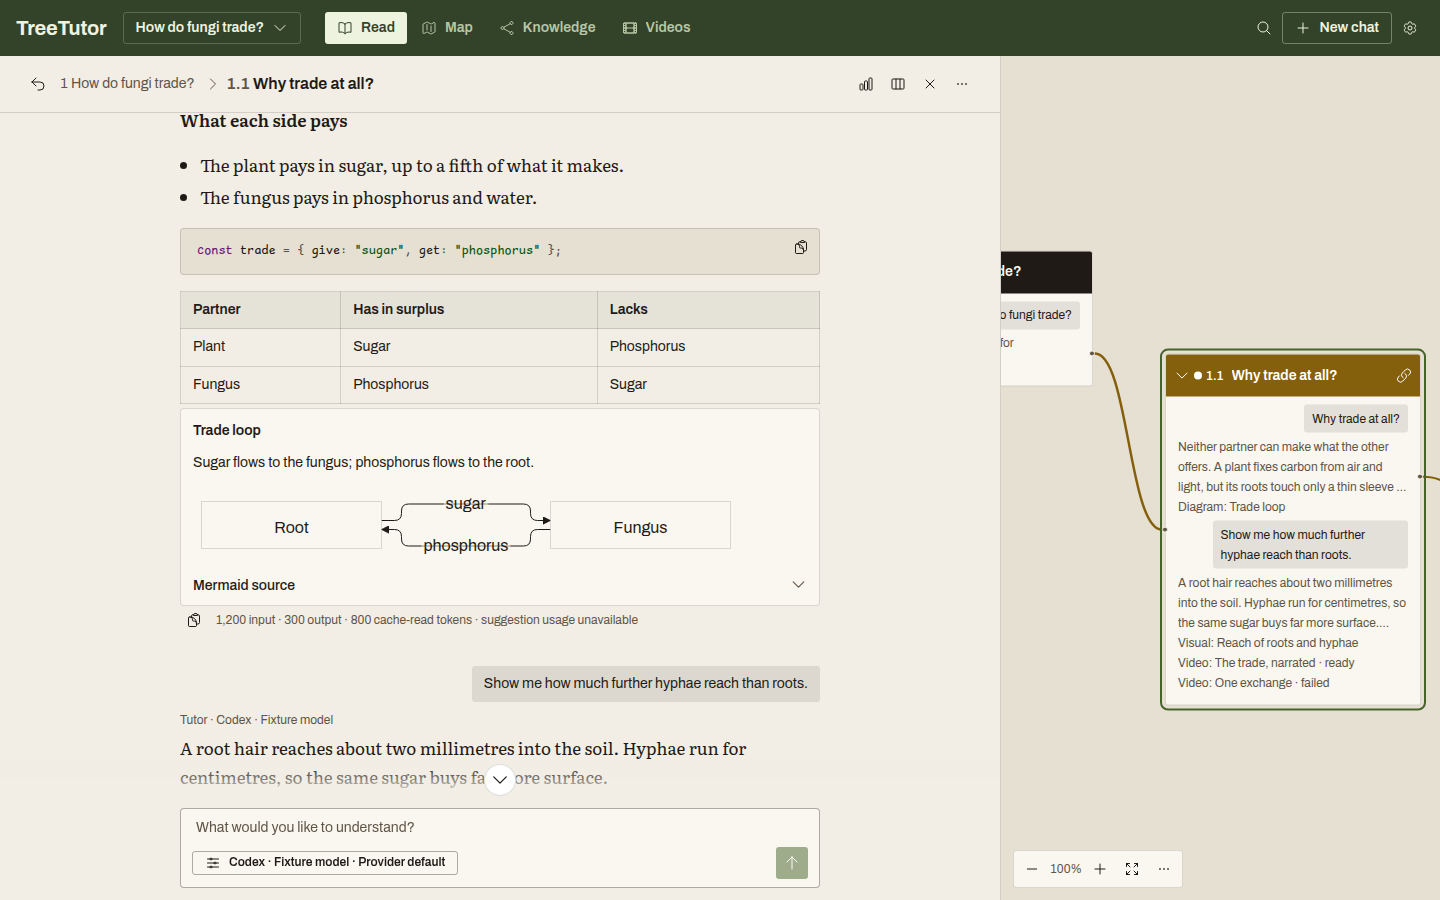 TreeTutor
How do fungi trade?
Read
Map
Knowledge
Videos
New chat
1 How do fungi trade?
1.1 Why trade at all?
What each side pays
The plant pays in sugar, up to a fifth of what it makes.
The fungus pays in phosphorus and water.
const trade = { give: "sugar", get: "phosphorus" };
Partner Has in surplus Lacks
Plant Sugar Phosphorus
Fungus Phosphorus Sugar
Trade loop
Sugar flows to the fungus; phosphorus flows to the root.
sugar
Root
Fungus
phosphorus
Mermaid source
1,200 input · 300 output · 800 cache-read tokens · suggestion usage unavailable
Show me how much further hyphae reach than roots.
Tutor · Codex · Fixture model
A root hair reaches about two millimetres into the soil. Hyphae run for
centimetres, so the same sugar buys fa ore surface.
What would you like to understand?
Codex · Fixture model · Provider default
de?
o fungi trade?
for
1.1 Why trade at all?
Why trade at all?
Neither partner can make what the other
offers. A plant fixes carbon from air and
light, but its roots touch only a thin sleeve ...
Diagram: Trade loop
Show me how much further
hyphae reach than roots.
A root hair reaches about two millimetres
into the soil. Hyphae run for centimetres, so
the same sugar buys far more surface....
Visual: Reach of roots and hyphae
Video: The trade, narrated · ready
Video: One exchange · failed
100%